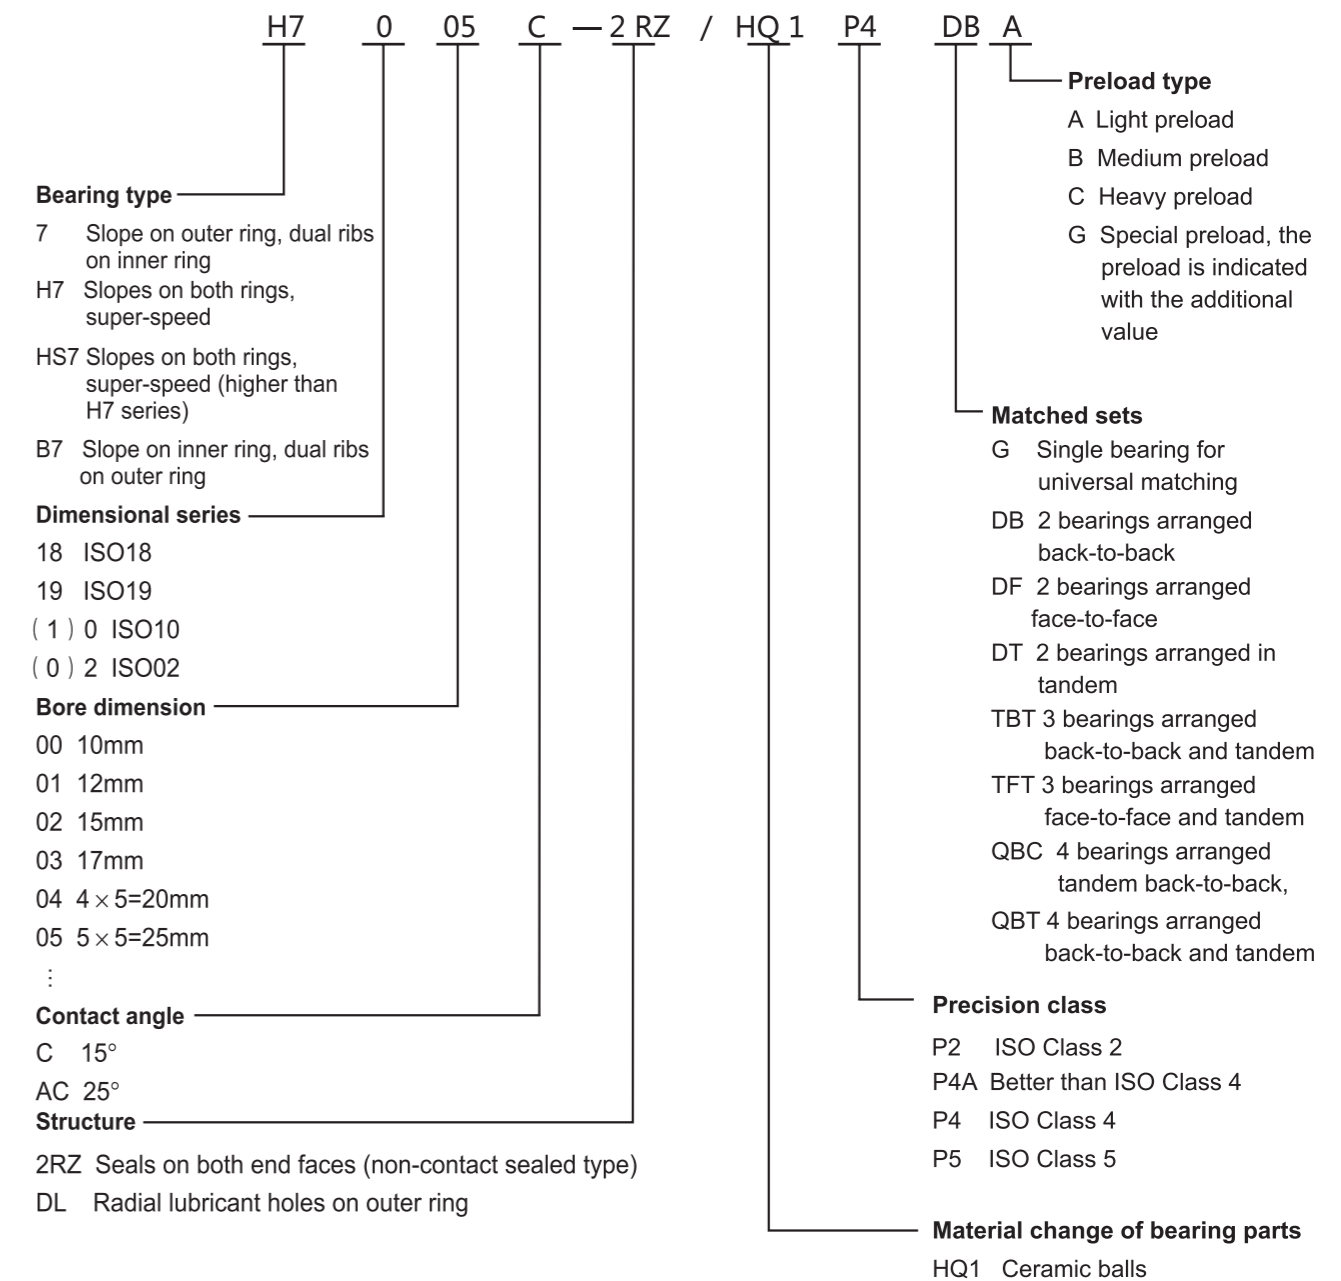 H7 0 05 C — 2 RZ / HQ 1 P4 DB A
Bearing type
7 Slope on outer ring, dual ribs
on inner ring
H7 Slopes on both rings,
super-speed
HS7 Slopes on both rings,
super-speed (higher than
H7 series)
B7 Slope on inner ring, dual ribs
on outer ring
Dimensional series
18 ISO18
19 ISO19
( 1 ) 0 ISO10
( 0 ) 2 ISO02
Bore dimension
00 10mm
01 12mm
02 15mm
03 17mm
04 4×5=20mm
05 5×5=25mm
⋮
Contact angle
C 15°
AC 25°
Structure
2RZ Seals on both end faces (non-contact sealed type)
DL Radial lubricant holes on outer ring
Preload type
A Light preload
B Medium preload
C Heavy preload
G Special preload, the
preload is indicated
with the additional
value
Matched sets
G Single bearing for
universal matching
DB 2 bearings arranged
back-to-back
DF 2 bearings arranged
face-to-face
DT 2 bearings arranged in
tandem
TBT 3 bearings arranged
back-to-back and tandem
TFT 3 bearings arranged
face-to-face and tandem
QBC 4 bearings arranged
tandem back-to-back,
QBT 4 bearings arranged
back-to-back and tandem
Precision class
P2 ISO Class 2
P4A Better than ISO Class 4
P4 ISO Class 4
P5 ISO Class 5
Material change of bearing parts
HQ1 Ceramic balls